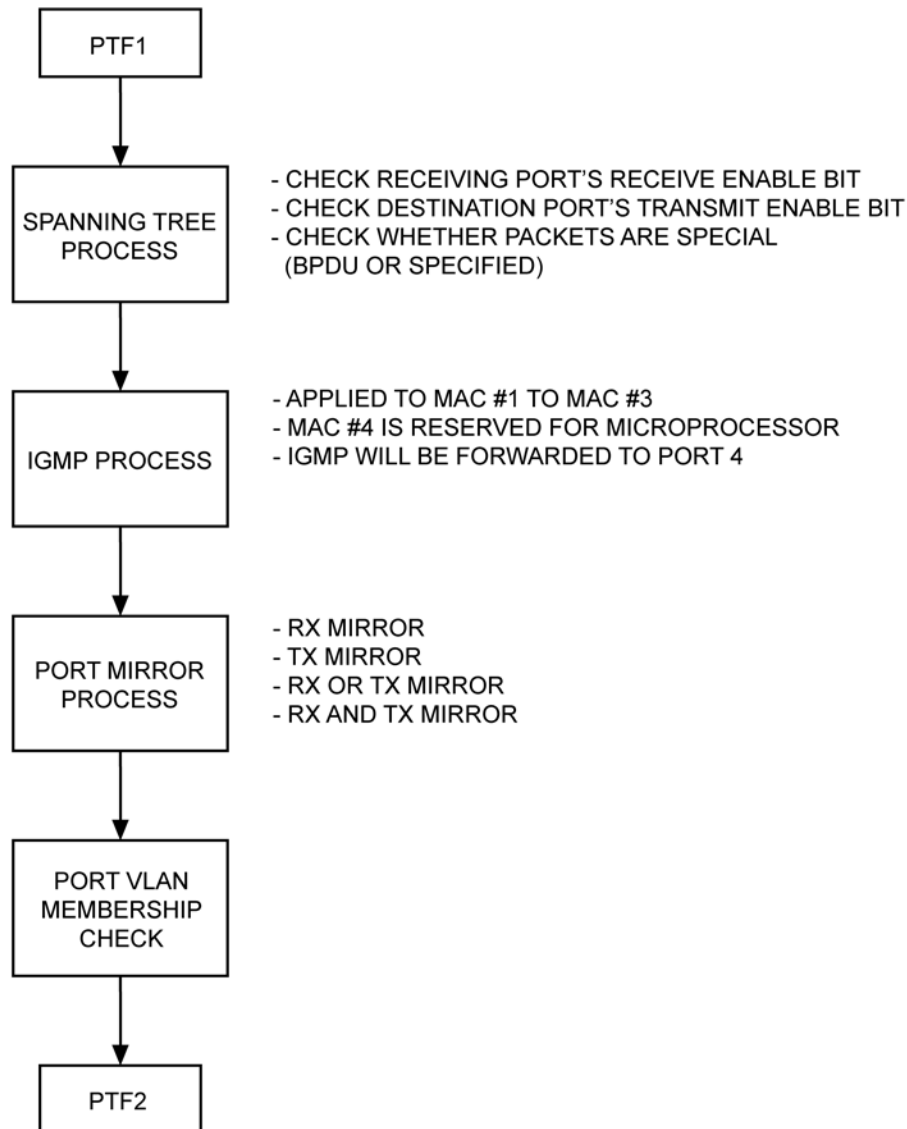 PTF1
SPANNING TREE
PROCESS
- CHECK RECEIVING PORT'S RECEIVE ENABLE BIT
- CHECK DESTINATION PORT'S TRANSMIT ENABLE BIT
- CHECK WHETHER PACKETS ARE SPECIAL
(BPDU OR SPECIFIED)
IGMP PROCESS
- APPLIED TO MAC #1 TO MAC #3
- MAC #4 IS RESERVED FOR MICROPROCESSOR
- IGMP WILL BE FORWARDED TO PORT 4
PORT MIRROR
PROCESS
- RX MIRROR
- TX MIRROR
- RX OR TX MIRROR
- RX AND TX MIRROR
PORT VLAN
MEMBERSHIP
CHECK
PTF2